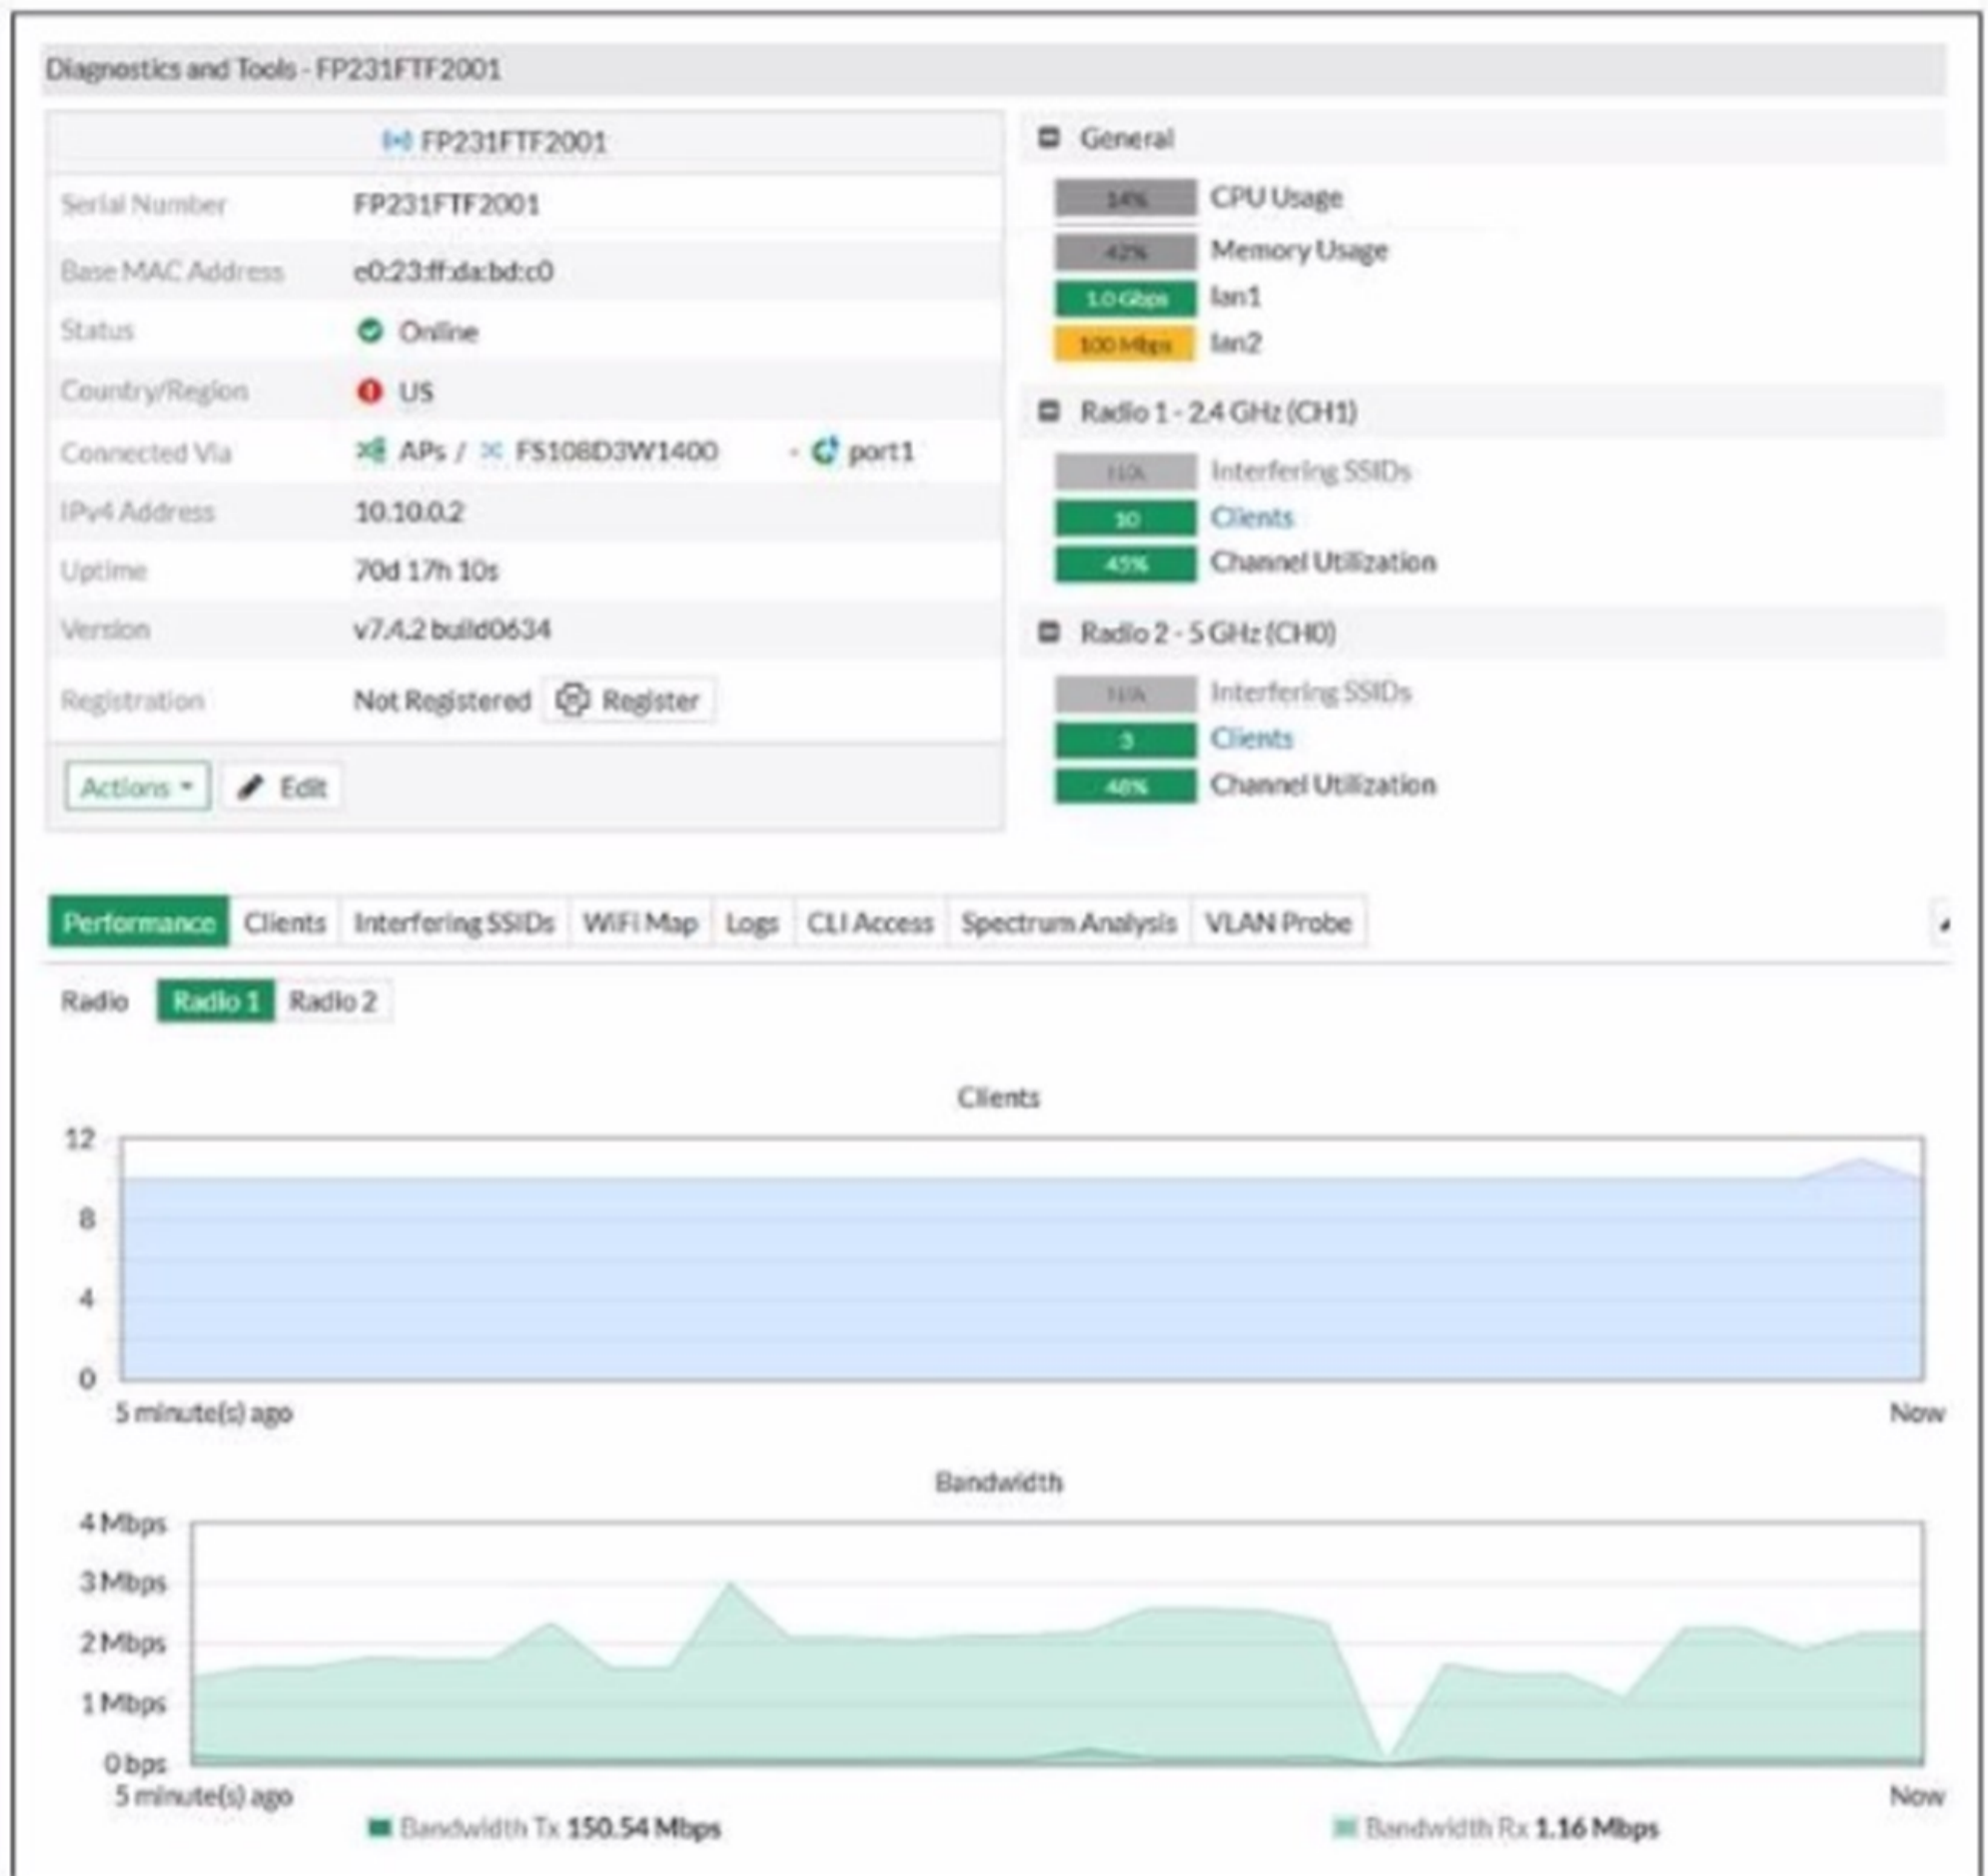 Diagnostics and Tools - FP231FTF2001
FP231FTF2001
Serial Number FP231FTF2001
Base MAC Address e0:23:ff:da:bd:c0
Status Online
Country/Region US
Connected Via APs / FS108D3W1400 - port1
IPv4 Address 10.10.0.2
Uptime 70d 17h 10s
Version v7.4.2 build0634
Registration Not Registered Register
Actions Edit
General
14% CPU Usage
42% Memory Usage
1.0 Gbps lan1
100 Mbps lan2
Radio 1 - 2.4 GHz (CH1)
N/A Interfering SSIDs
10 Clients
45% Channel Utilization
Radio 2 - 5 GHz (CH0)
N/A Interfering SSIDs
3 Clients
48% Channel Utilization
Performance Clients Interfering SSIDs WiFi Map Logs CLI Access Spectrum Analysis VLAN Probe
Radio Radio 1 Radio 2
Clients
12
8
4
0
5 minute(s) ago Now
Bandwidth
4 Mbps
3 Mbps
2 Mbps
1 Mbps
0 bps
5 minute(s) ago Now
Bandwidth Tx 150.54 Mbps Bandwidth Rx 1.16 Mbps